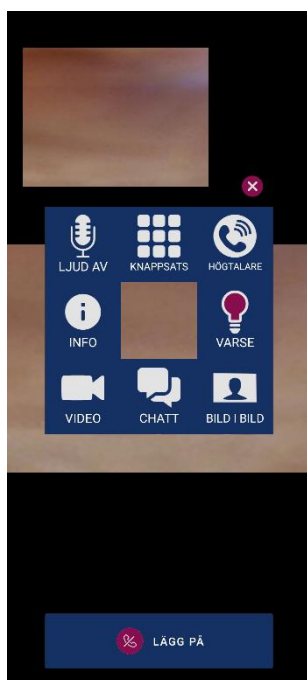 LJUD AV KNAPPSATS HÖGTALARE
INFO VARSE
VIDEO CHATT BILD I BILD
LÄGG PÅ